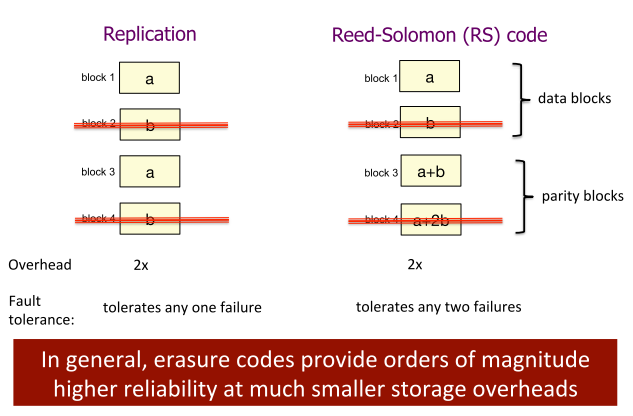 Replication
Reed-Solomon (RS) code
block 1
a
block 2
b
block 3
a
block 4
b
block 1
a
block 2
b
block 3
a+b
block 4
a+2b
data blocks
parity blocks
Overhead
2x
2x
Fault
tolerance:
tolerates any one failure
tolerates any two failures
In general, erasure codes provide orders of magnitude
higher reliability at much smaller storage overheads